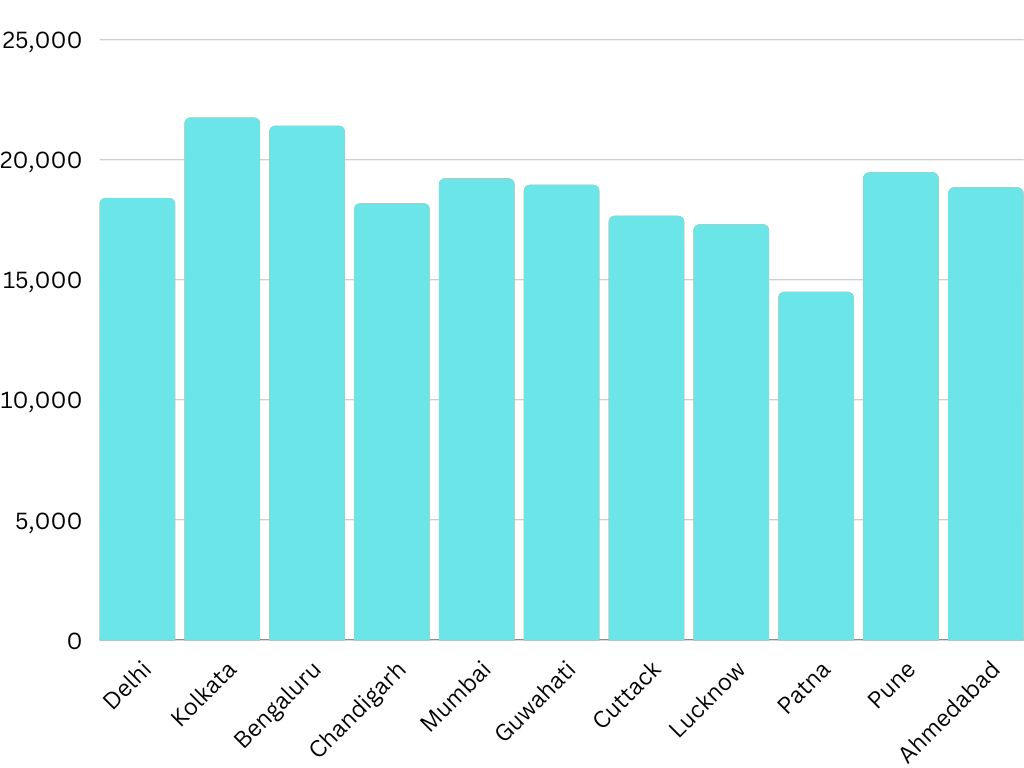 25,000
20,000
15,000
10,000
5,000
0
Delhi
Kolkata
Bengaluru
Chandigarh
Mumbai
Guwahati
Cuttack
Lucknow
Patna
Pune
Ahmedabad